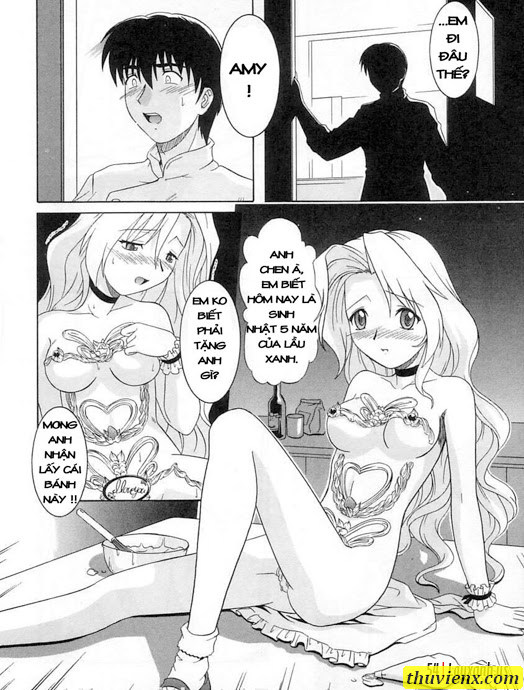 ...EM
ĐI
ĐÂU
THẾ?
AMY
!
ANH
CHEN À,
EM BIẾT
HÔM NAY LÀ
SINH
NHẬT 5 NĂM
CỦA LẦU
XANH.
EM KO
BIẾT
PHẢI
TẶNG ANH
GÌ?
MONG
ANH
NHẬN
LẤY CÁI
BÁNH
NÀY !!
thuvienx.com